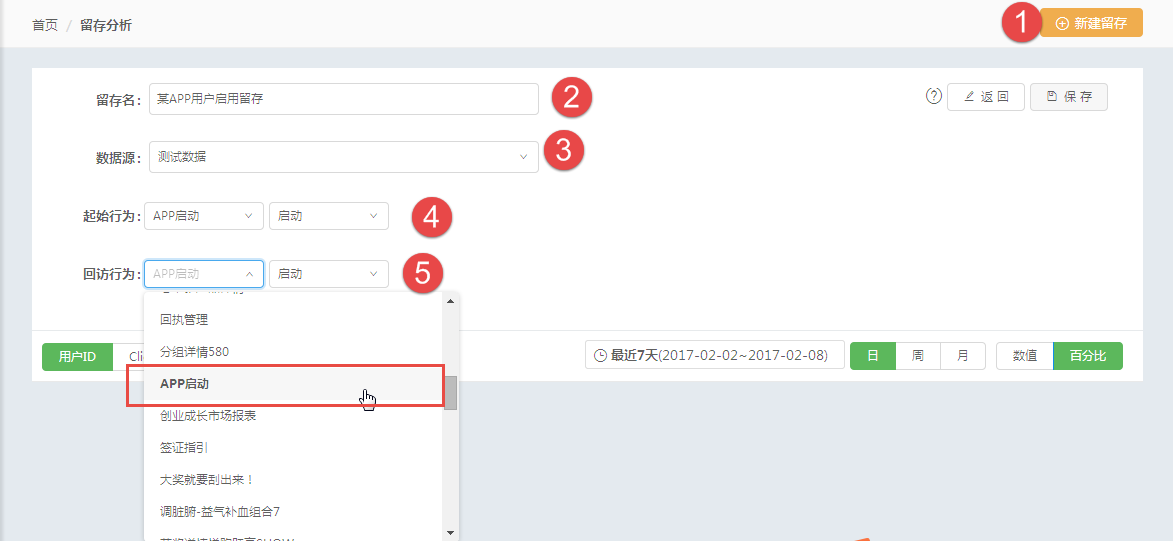 首页 / 留存分析
1
新建留存
留存名：
某APP用户启用留存
2
返 回
保 存
数据源：
测试数据
3
起始行为：
APP启动
启动
4
回访行为：
APP启动
启动
5
回执管理
分组详情580
APP启动
创业成长市场报表
签证指引
大奖就要刮出来！
调脏腑-益气补血组合7
用户ID
最近7天(2017-02-02~2017-02-08)
日
周
月
数值
百分比